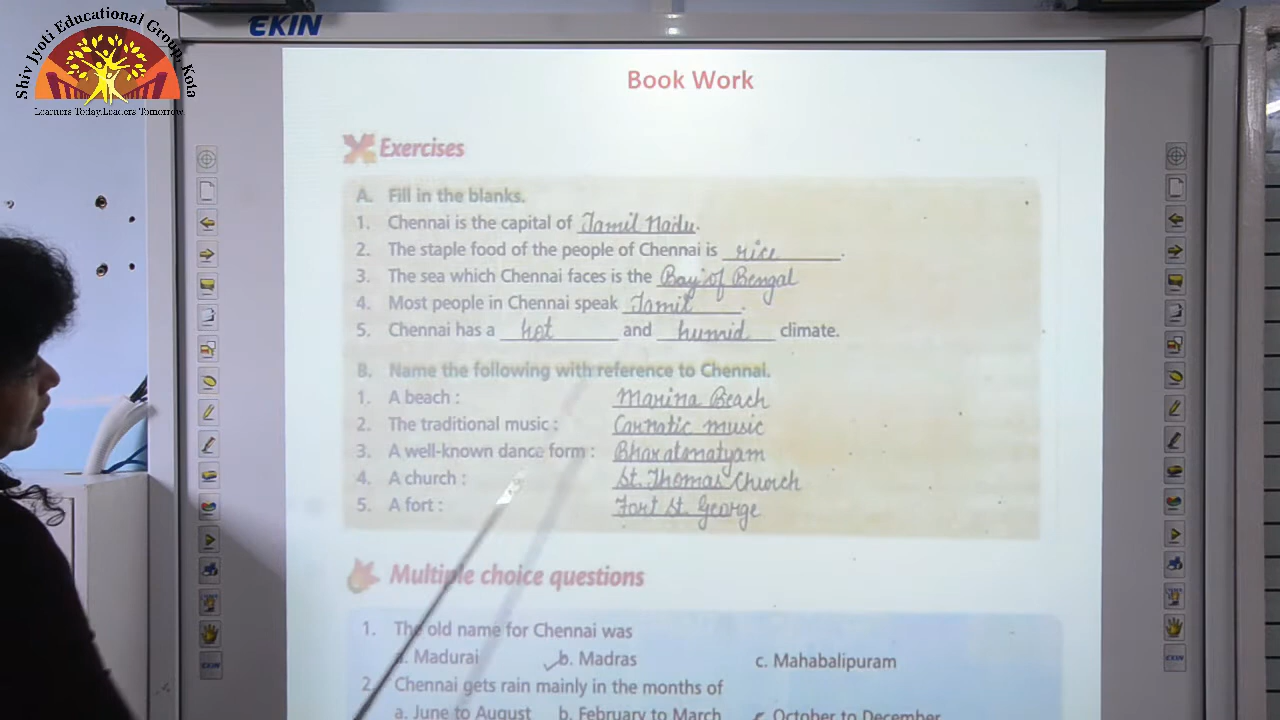 Shiv Jyoti Educational Group, Kota
Learners Today.Leaders Tomorrow
EKIN
Book Work
Exercises
A. Fill in the blanks.
1. Chennai is the capital of Tamil Nadu.
2. The staple food of the people of Chennai is rice.
3. The sea which Chennai faces is the Bay of Bengal
4. Most people in Chennai speak Tamil.
5. Chennai has a hot and humid climate.
B. Name the following with reference to Chennai.
1. A beach : Marina Beach
2. The traditional music : Carnatic music
3. A well-known dance form : Bharatanatyam
4. A church : St. Thomas Church
5. A fort : Fort St. George
Multiple choice questions
1. The old name for Chennai was
a. Madurai b. Madras c. Mahabalipuram
2. Chennai gets rain mainly in the months of
a. June to August b. February to March c. October to December
EKIN
EKIN